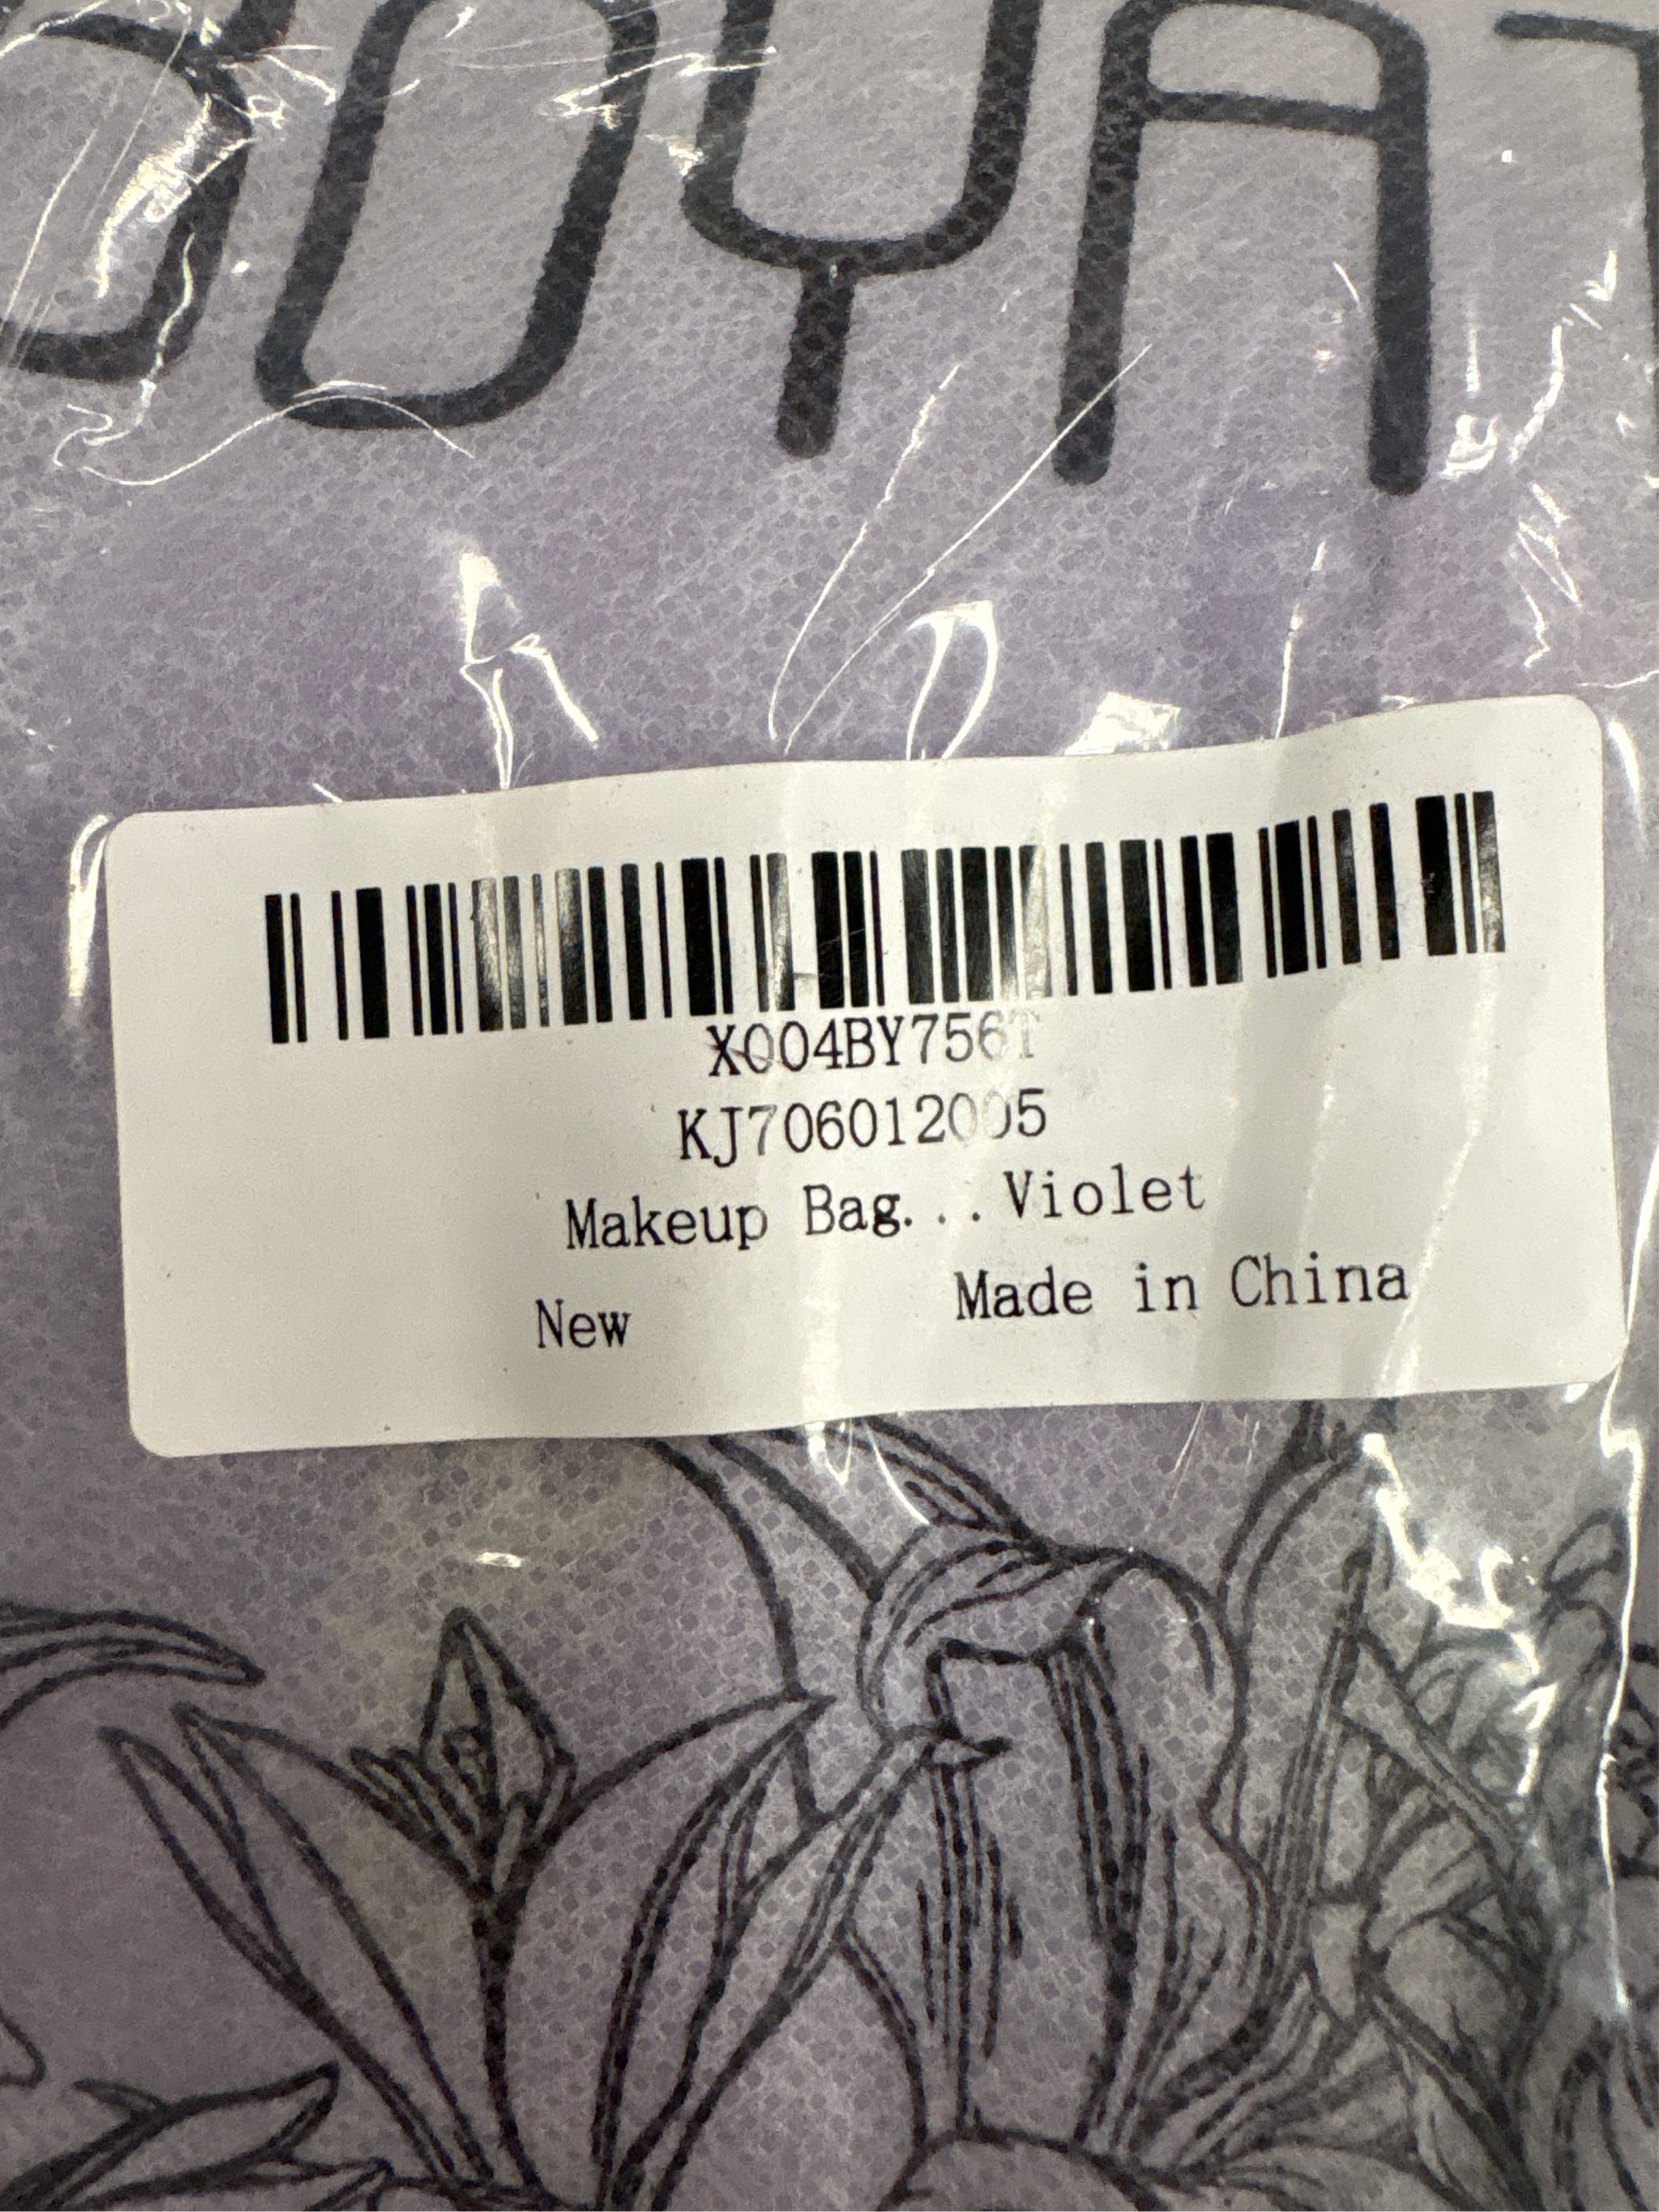 X004BY756T
KJ706012005
Makeup Bag...Violet
New Made in China